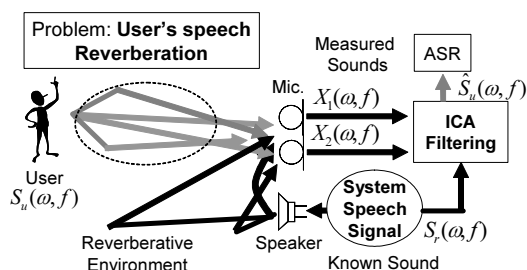 Problem: User's speech
Reverberation
Measured
Sounds
ASR
Mic.
X₁(ω, f)
Ŝᵤ(ω, f)
X₂(ω, f)
ICA
Filtering
User
Sᵤ(ω, f)
System
Speech
Signal
Sᵣ(ω, f)
Reverberative
Environment
Speaker
Known Sound